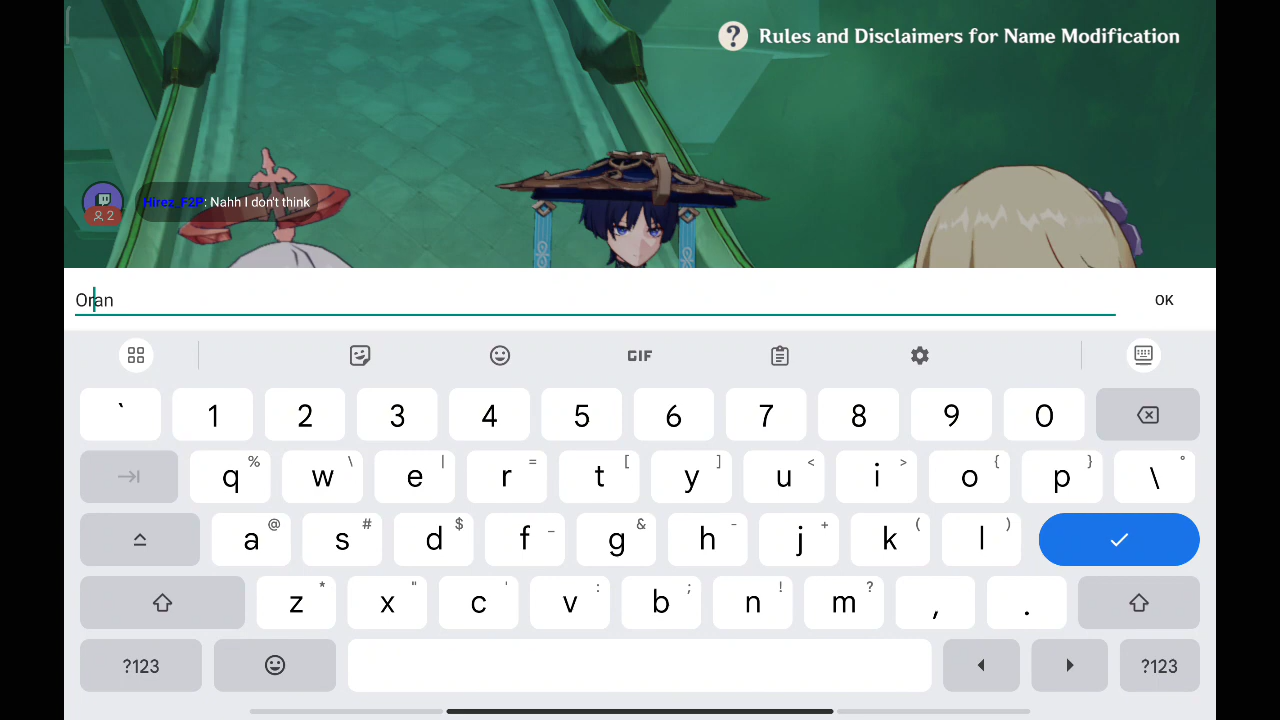 Rules and Disclaimers for Name Modification
2
Hirez_F2P: Nahh I don't think
Oran
OK
GIF
` 1 2 3 4 5 6 7 8 9 0
q % w \ e | r = t [ y ] u < i > o { p } \ °
a @ s # d $ f _ g & h - j + k ( l )
z * x " c ' v : b ; n ! m ? , .
?123 ?123